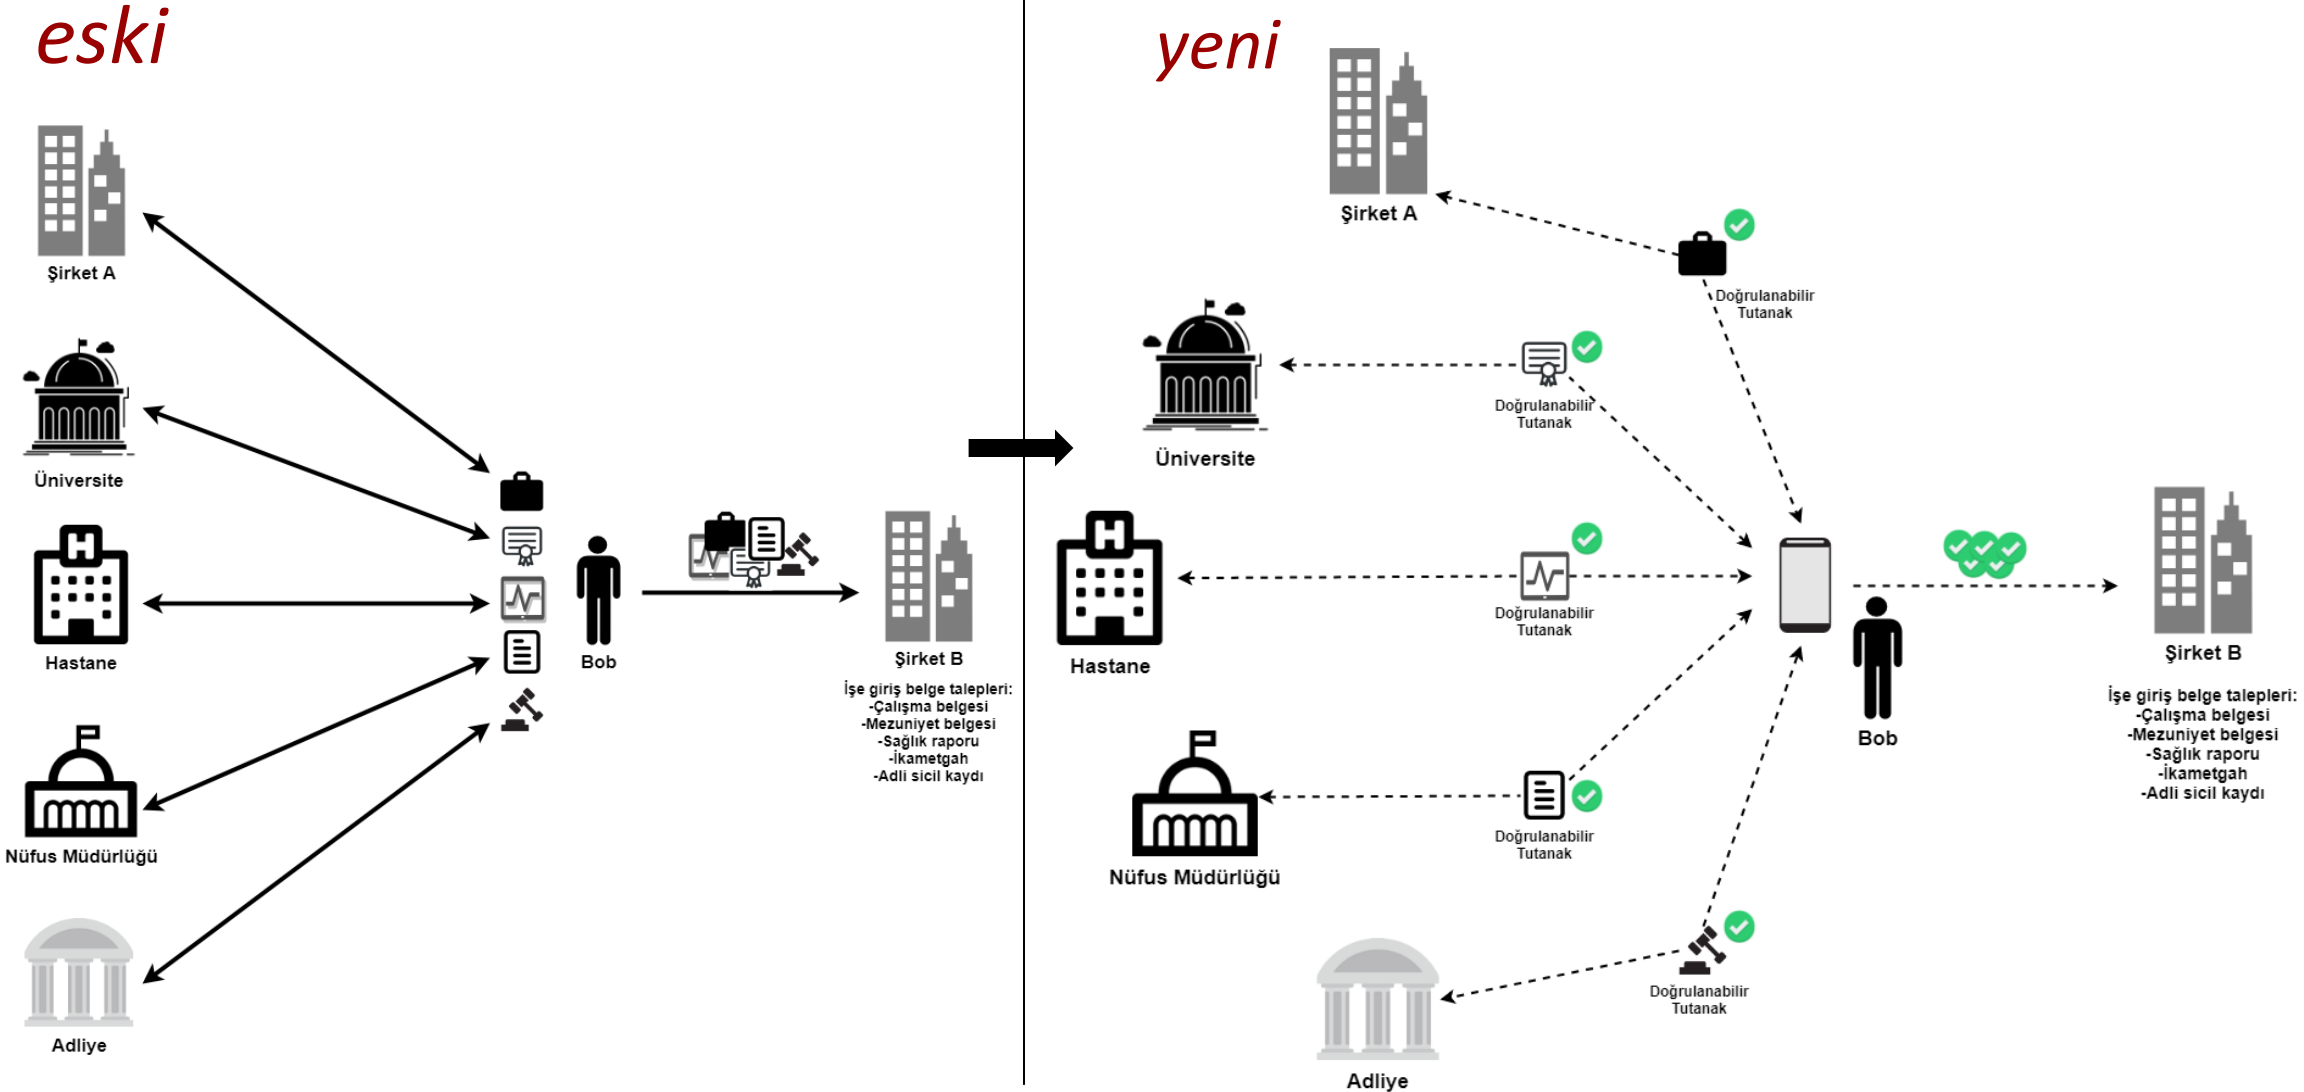 eski
Şirket A
Üniversite
Hastane
Nüfus Müdürlüğü
Adliye
Bob
Şirket B
İşe giriş belge talepleri:
-Çalışma belgesi
-Mezuniyet belgesi
-Sağlık raporu
-İkametgah
-Adli sicil kaydı
yeni
Şirket A
Doğrulanabilir
Tutanak
Üniversite
Doğrulanabilir
Tutanak
Hastane
Doğrulanabilir
Tutanak
Nüfus Müdürlüğü
Doğrulanabilir
Tutanak
Adliye
Doğrulanabilir
Tutanak
Bob
Şirket B
İşe giriş belge talepleri:
-Çalışma belgesi
-Mezuniyet belgesi
-Sağlık raporu
-İkametgah
-Adli sicil kaydı